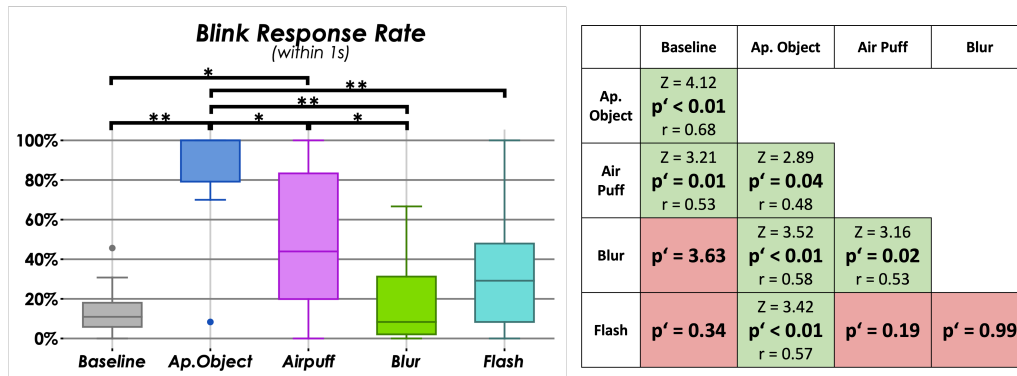 Blink Response Rate
(within 1s)
*
**
**
** * *
100%
80%
60%
40%
20%
0%
Baseline Ap.Object Airpuff Blur Flash
Baseline Ap. Object Air Puff Blur
Ap.
Object
Z = 4.12
p‘ < 0.01
r = 0.68
Air
Puff
Z = 3.21
p‘ = 0.01
r = 0.53
Z = 2.89
p‘ = 0.04
r = 0.48
Blur
p‘ = 3.63
Z = 3.52
p‘ < 0.01
r = 0.58
Z = 3.16
p‘ = 0.02
r = 0.53
Flash
p‘ = 0.34
Z = 3.42
p‘ < 0.01
r = 0.57
p‘ = 0.19
p‘ = 0.99